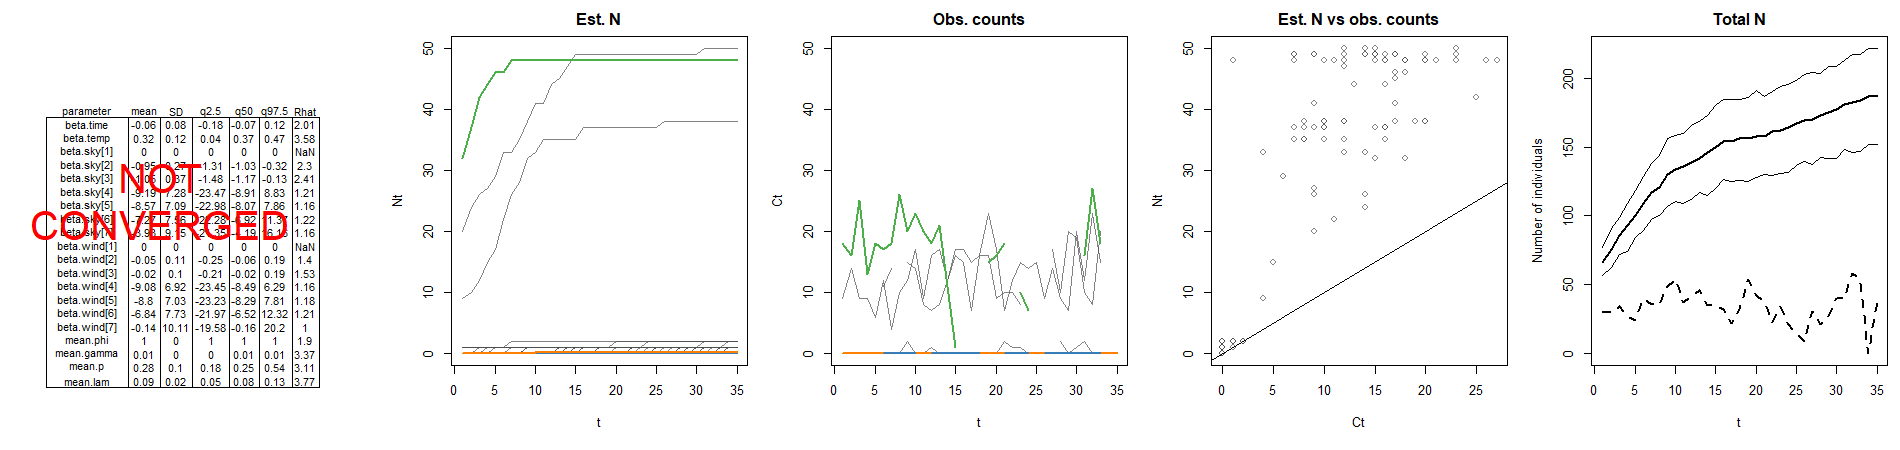 parameter mean SD q2.5 q50 q97.5 Rhat
beta.time -0.06 0.08 -0.18 -0.07 0.12 2.01
beta.temp 0.32 0.12 0.04 0.37 0.47 3.58
beta.sky[1] 0 0 0 0 0 NaN
beta.sky[2] -0.95 0.27 -1.31 -1.03 -0.32 2.3
beta.sky[3] 0.37 -1.48 -1.17 -0.13 2.41
NOT
beta.sky[4] -9.19 7.28 -23.47 -8.91 8.83 1.21
beta.sky[5] -8.57 7.09 -22.98 -8.07 7.86 1.16
beta.sky[6] 1.22
CONVERGED
beta.sky[7] 1.16
beta.wind[1] 0 0 0 0 0 NaN
beta.wind[2] -0.05 0.11 -0.25 -0.06 0.19 1.4
beta.wind[3] -0.02 0.1 -0.21 -0.02 0.19 1.53
beta.wind[4] -9.08 6.92 -23.45 -8.49 6.29 1.16
beta.wind[5] -8.8 7.03 -23.23 -8.29 7.81 1.18
beta.wind[6] -6.84 7.73 -21.97 -6.52 12.32 1.21
beta.wind[7] -0.14 10.11 -19.58 -0.16 20.2 1
mean.phi 1 0 1 1 1 1.9
mean.gamma 0.01 0 0 0.01 0.01 3.37
mean.p 0.28 0.1 0.18 0.25 0.54 3.11
mean.lam 0.09 0.02 0.05 0.08 0.13 3.77
Est. N
Nt
50
40
30
20
10
0
0 5 10 15 20 25 30 35
t
Obs. counts
Ct
50
40
30
20
10
0
0 5 10 15 20 25 30 35
t
Est. N vs obs. counts
Nt
50
40
30
20
10
0
0 5 10 15 20 25
Ct
Total N
Number of individuals
200
150
100
50
0
0 5 10 15 20 25 30 35
t